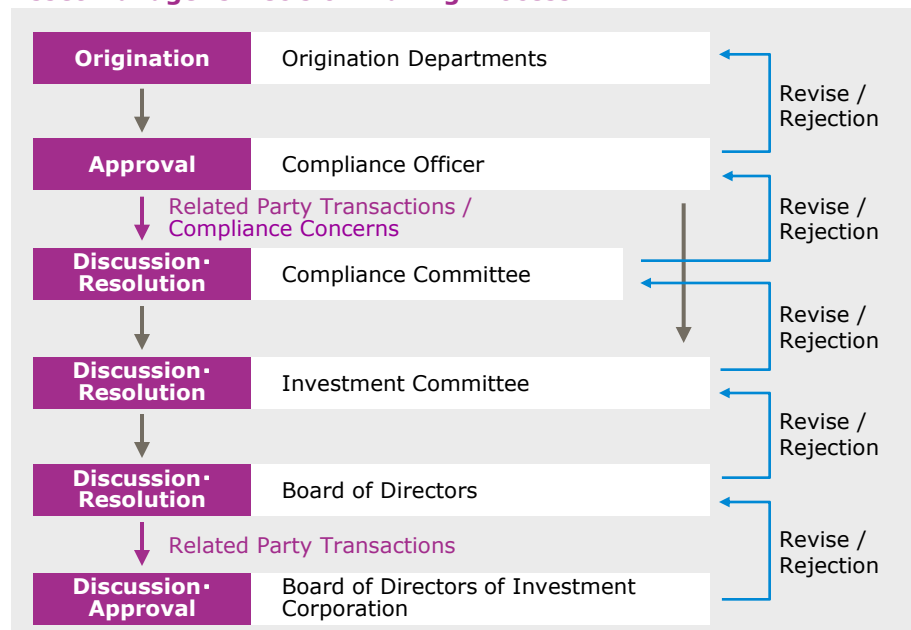 Origination
Origination Departments
Revise /
Rejection
Approval
Compliance Officer
Related Party Transactions /
Compliance Concerns
Revise /
Rejection
Discussion・
Resolution
Compliance Committee
Revise /
Rejection
Discussion・
Resolution
Investment Committee
Revise /
Rejection
Discussion・
Resolution
Board of Directors
Related Party Transactions
Revise /
Rejection
Discussion・
Approval
Board of Directors of Investment
Corporation